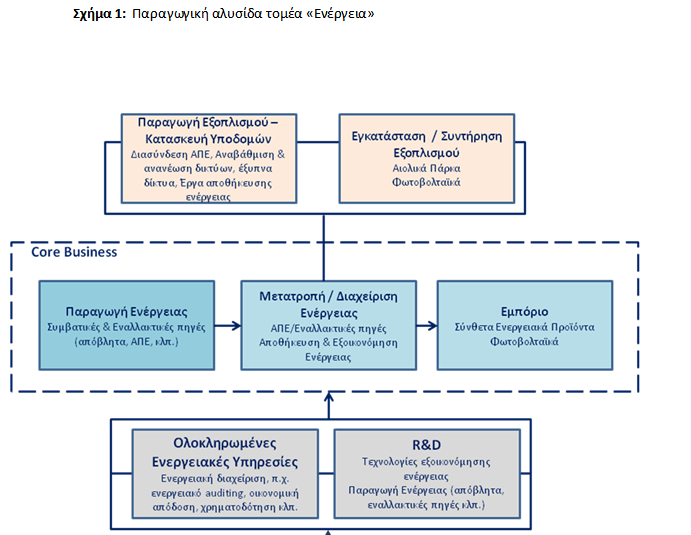 Σχήμα 1: Παραγωγική αλυσίδα τομέα «Ενέργεια»
Παραγωγή Εξοπλισμού –
Κατασκευή Υποδομών
Διασύνδεση ΑΠΕ, Αναβάθμιση &
ανανέωση δικτύων, έξυπνα
δίκτυα, Έργα αποθήκευσης
ενέργειας
Εγκατάσταση / Συντήρηση
Εξοπλισμού
Αιολικά Πάρκα
Φωτοβολταϊκά
Core Business
Παραγωγή Ενέργειας
Συμβατικές & Εναλλακτικές πηγές
(απόβλητα, ΑΠΕ, κλπ.)
Μετατροπή / Διαχείριση
Ενέργειας
ΑΠΕ/Εναλλακτικές πηγές
Αποθήκευση & Εξοικονόμηση
Ενέργειας
Εμπόριο
Σύνθετα Ενεργειακά Προϊόντα
Φωτοβολταϊκά
Ολοκληρωμένες
Ενεργειακές Υπηρεσίες
Ενεργειακή διαχείριση, π.χ.
ενεργειακό auditing, οικονομική
απόδοση, χρηματοδότηση κλπ.
R&D
Τεχνολογίες εξοικονόμησης
ενέργειας
Παραγωγή Ενέργειας (απόβλητα,
εναλλακτικές πηγές κλπ.)